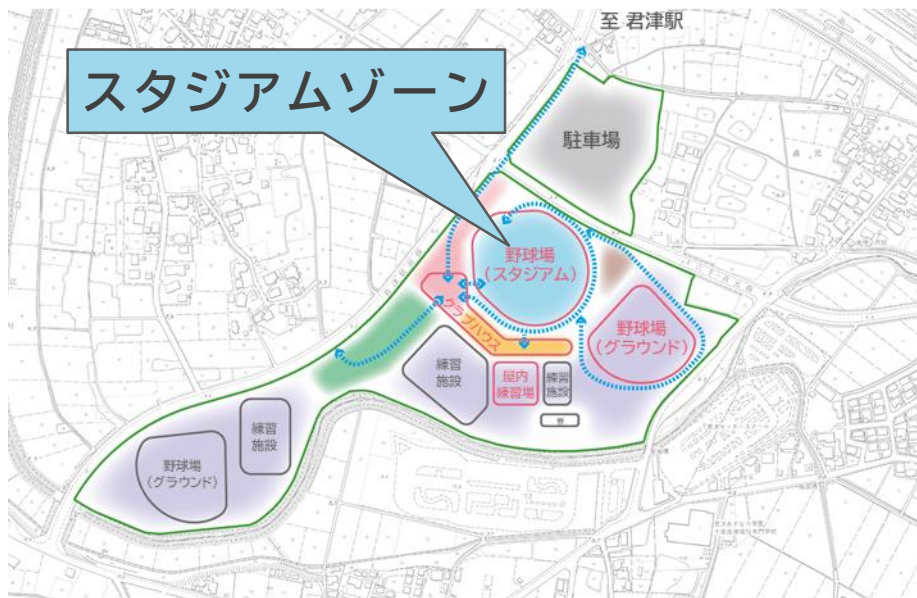 至 君津駅
スタジアムゾーン
駐車場
野球場
(スタジアム)
クラブハウス
野球場
(グラウンド)
練習
施設
屋内
練習場
練習
施設
練習
施設
野球場
(グラウンド)